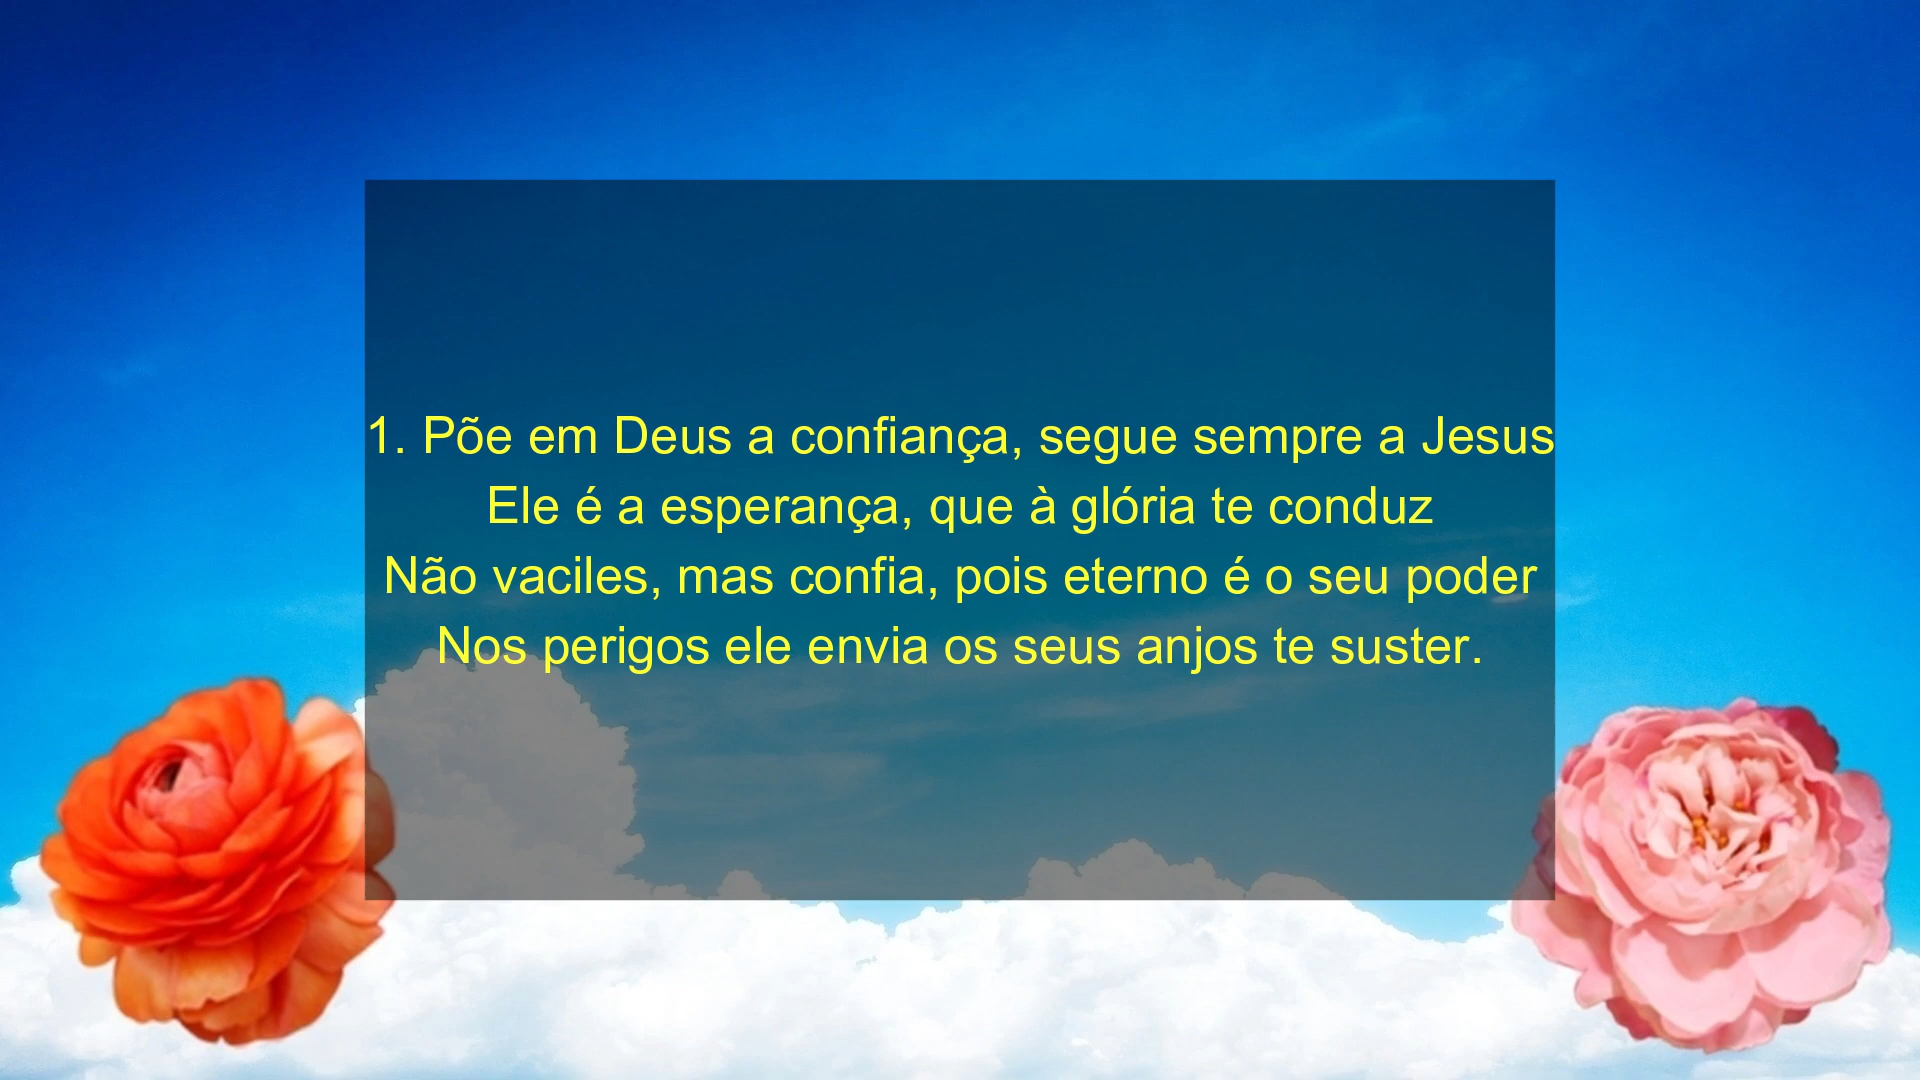 1. Põe em Deus a confiança, segue sempre a Jesus
Ele é a esperança, que à glória te conduz
Não vaciles, mas confia, pois eterno é o seu poder
Nos perigos ele envia os seus anjos te suster.